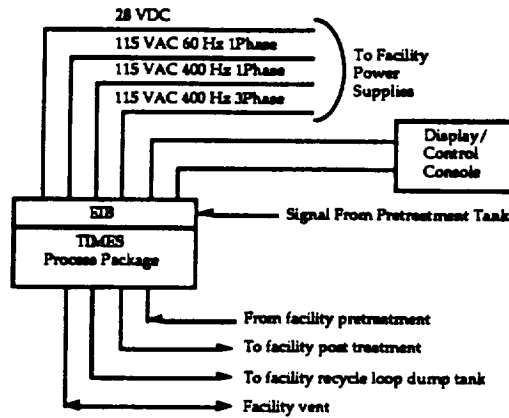 28 VDC
115 VAC 60 Hz 1Phase
115 VAC 400 Hz 1Phase
115 VAC 400 Hz 3Phase
To Facility
Power
Supplies
Display/
Control
Console
EIB
Signal From Pretreatment Tank
TIMES
Process Package
From facility pretreatment
To facility post treatment
To facility recycle loop dump tank
Facility vent